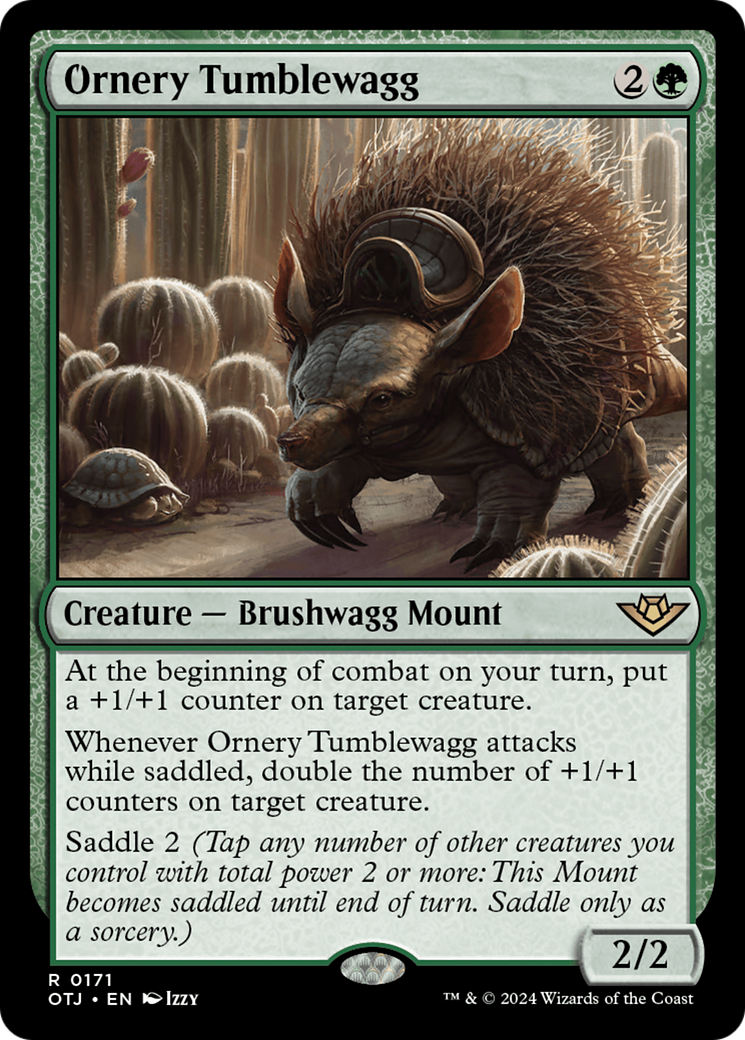 Ornery Tumblewagg 2
Creature — Brushwagg Mount
At the beginning of combat on your turn, put
a +1/+1 counter on target creature.
Whenever Ornery Tumblewagg attacks
while saddled, double the number of +1/+1
counters on target creature.
Saddle 2 (Tap any number of other creatures you
control with total power 2 or more: This Mount
becomes saddled until end of turn. Saddle only as
a sorcery.)
2/2
R 0171
OTJ • EN Izzy
™ & © 2024 Wizards of the Coast